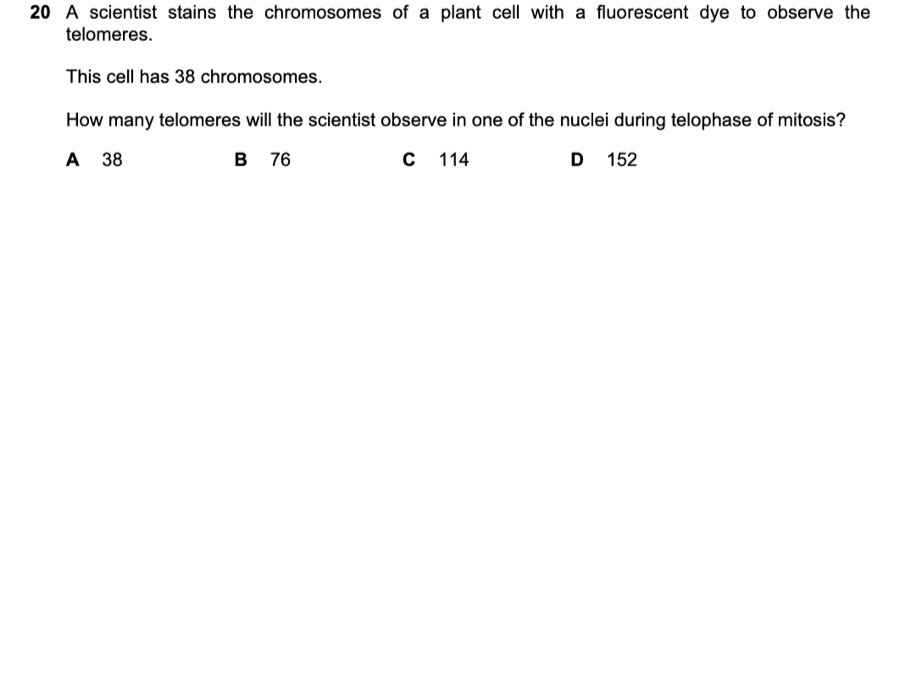 20 A scientist stains the chromosomes of a plant cell with a fluorescent dye to observe the
telomeres.
This cell has 38 chromosomes.
How many telomeres will the scientist observe in one of the nuclei during telophase of mitosis?
A 38 B 76 C 114 D 152